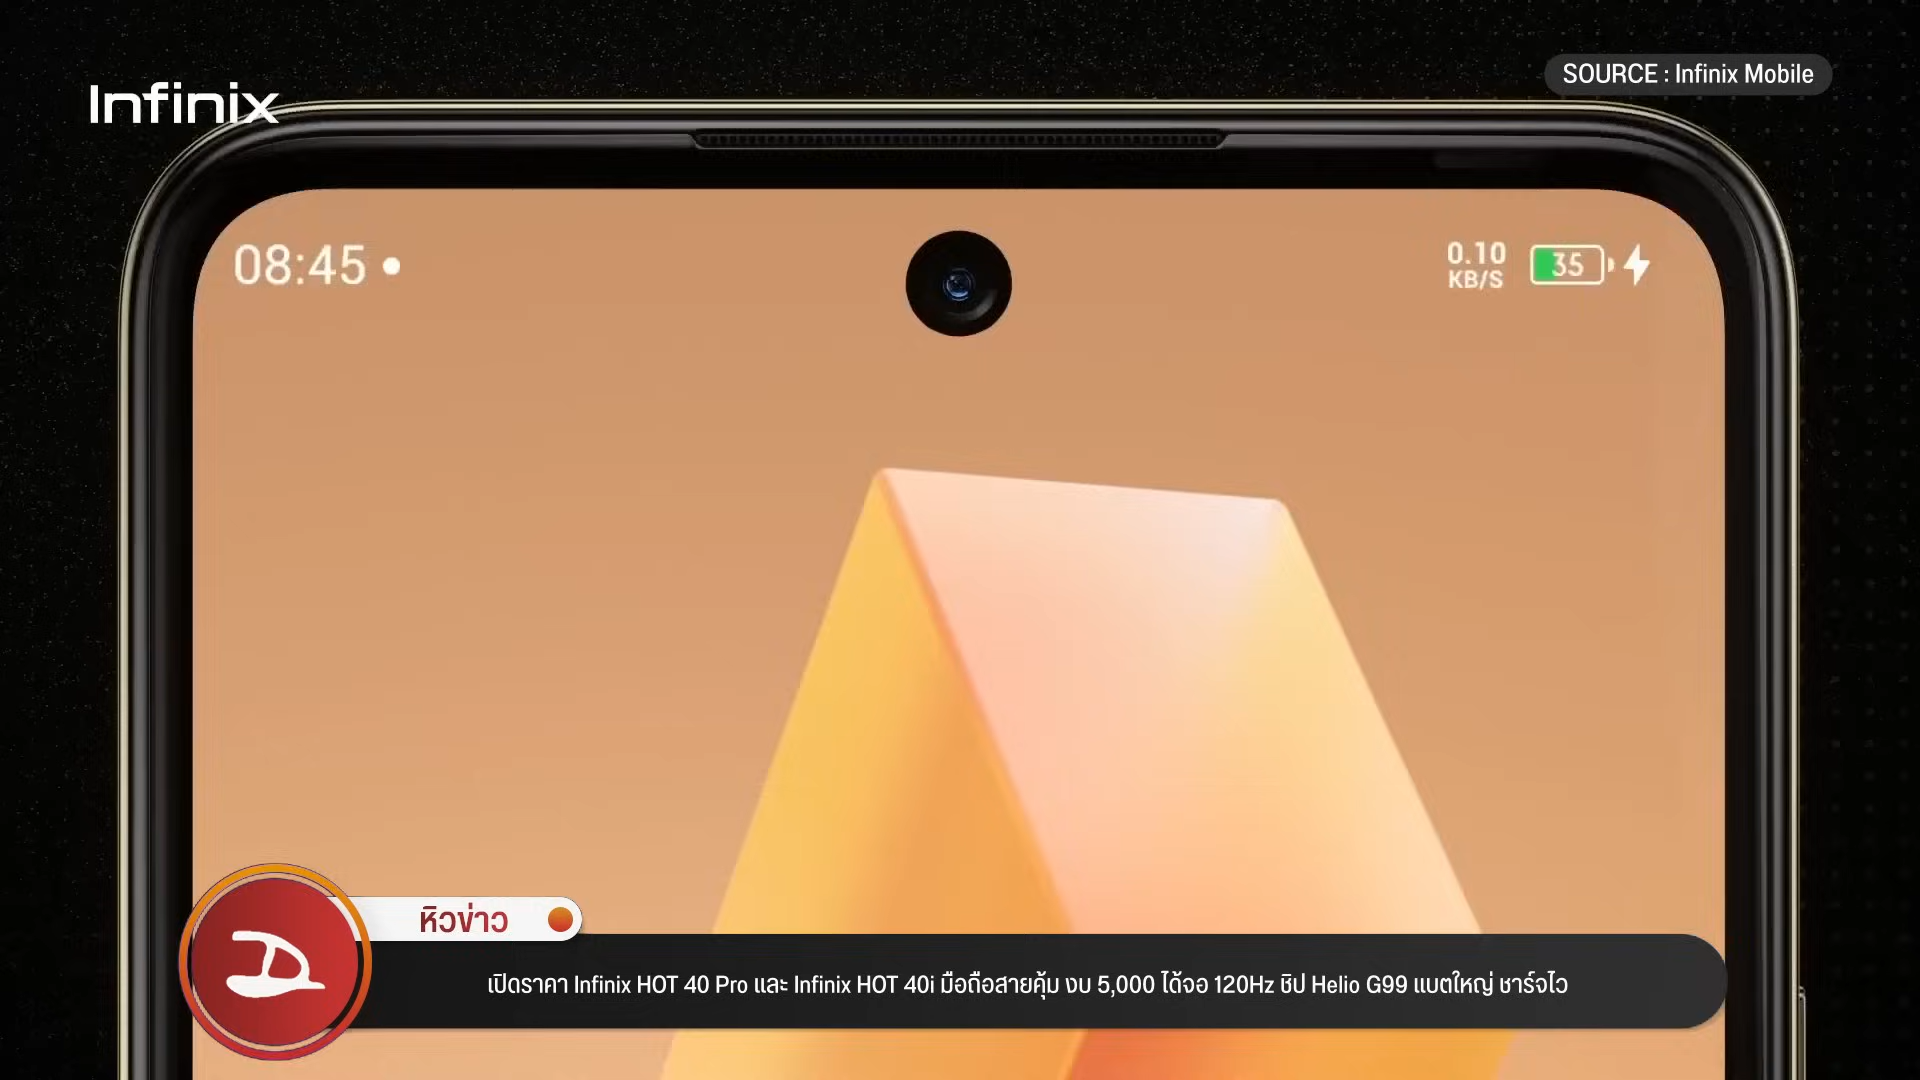 Infinix
SOURCE : Infinix Mobile
08:45
0.10
KB/S
35
หิวข่าว
เปิดราคา Infinix HOT 40 Pro และ Infinix HOT 40i มือถือสายคุ้ม งบ 5,000 ได้จอ 120Hz ชิป Helio G99 แบตใหญ่ ชาร์จไว